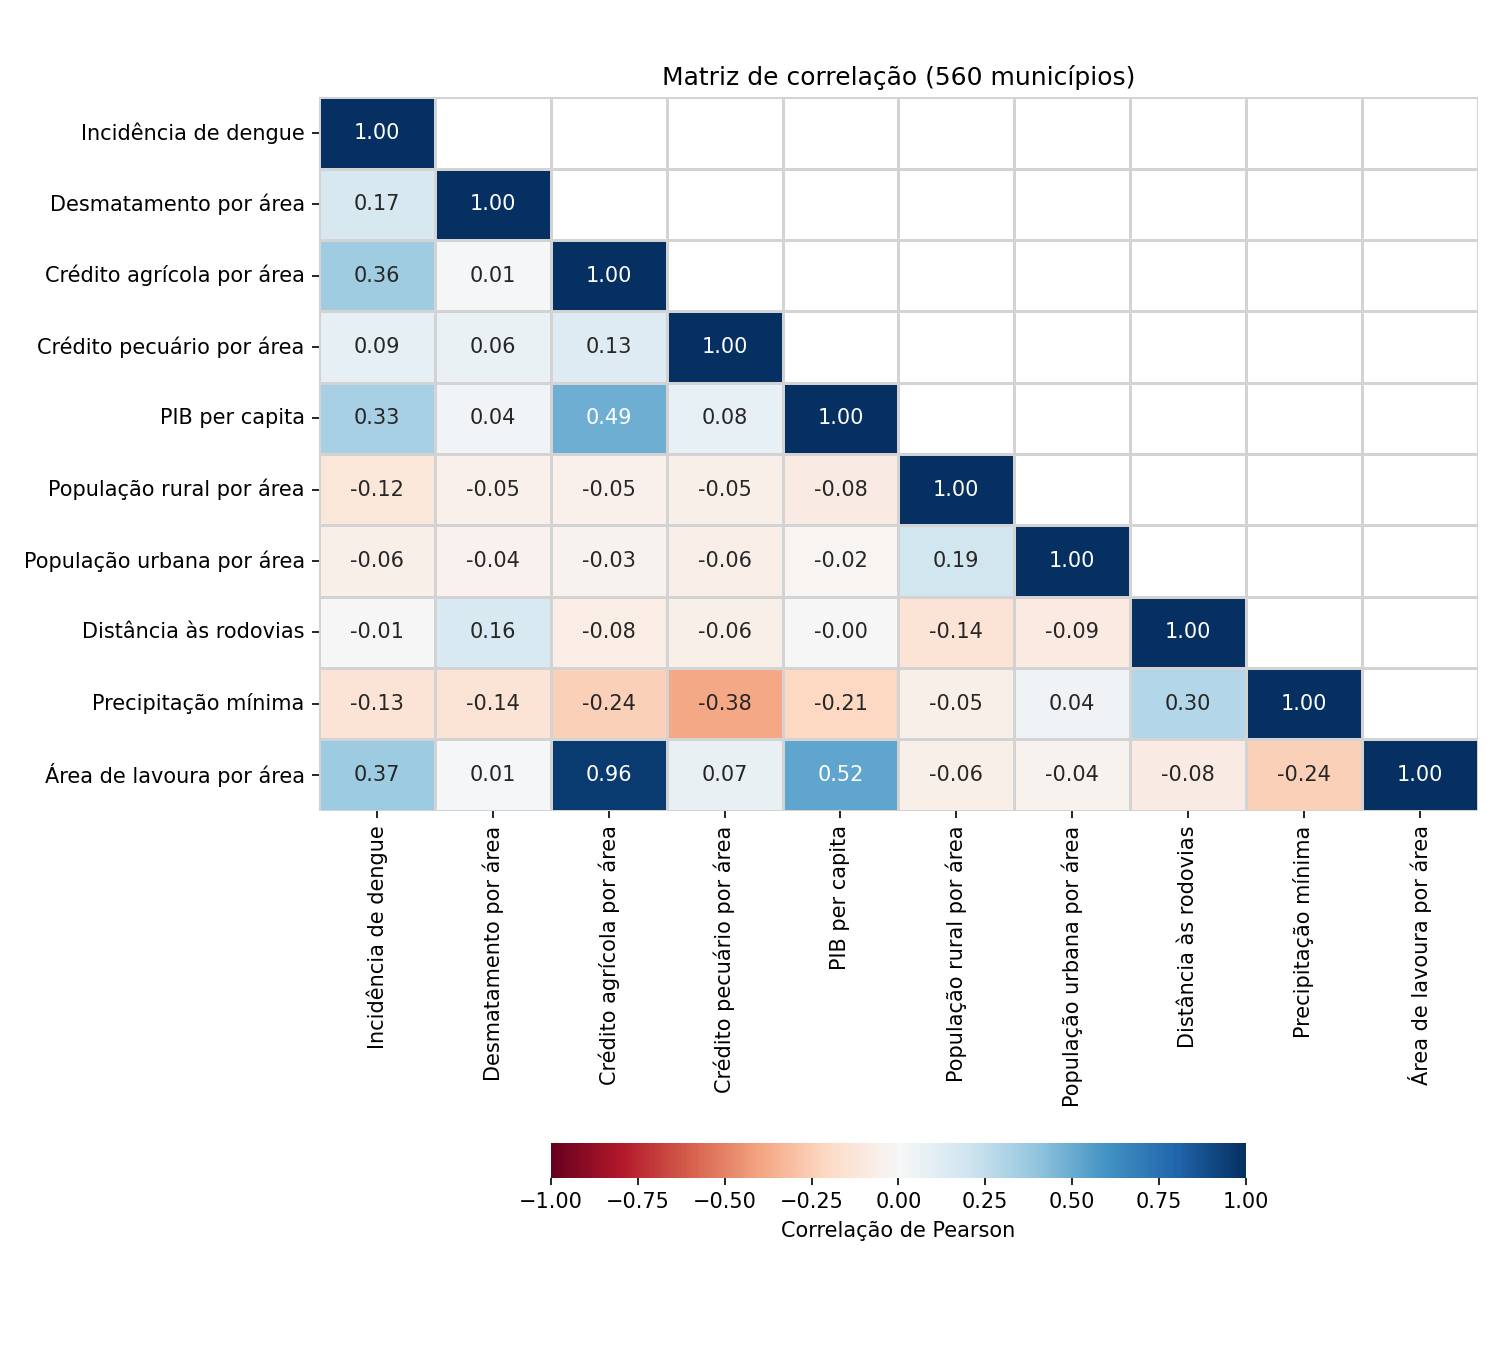 Matriz de correlação (560 municípios)
Incidência de dengue 1.00
Desmatamento por área 0.17 1.00
Crédito agrícola por área 0.36 0.01 1.00
Crédito pecuário por área 0.09 0.06 0.13 1.00
PIB per capita 0.33 0.04 0.49 0.08 1.00
População rural por área -0.12 -0.05 -0.05 -0.05 -0.08 1.00
População urbana por área -0.06 -0.04 -0.03 -0.06 -0.02 0.19 1.00
Distância às rodovias -0.01 0.16 -0.08 -0.06 -0.00 -0.14 -0.09 1.00
Precipitação mínima -0.13 -0.14 -0.24 -0.38 -0.21 -0.05 0.04 0.30 1.00
Área de lavoura por área 0.37 0.01 0.96 0.07 0.52 -0.06 -0.04 -0.08 -0.24 1.00
Incidência de dengue
Desmatamento por área
Crédito agrícola por área
Crédito pecuário por área
PIB per capita
População rural por área
População urbana por área
Distância às rodovias
Precipitação mínima
Área de lavoura por área
−1.00 −0.75 −0.50 −0.25 0.00 0.25 0.50 0.75 1.00
Correlação de Pearson